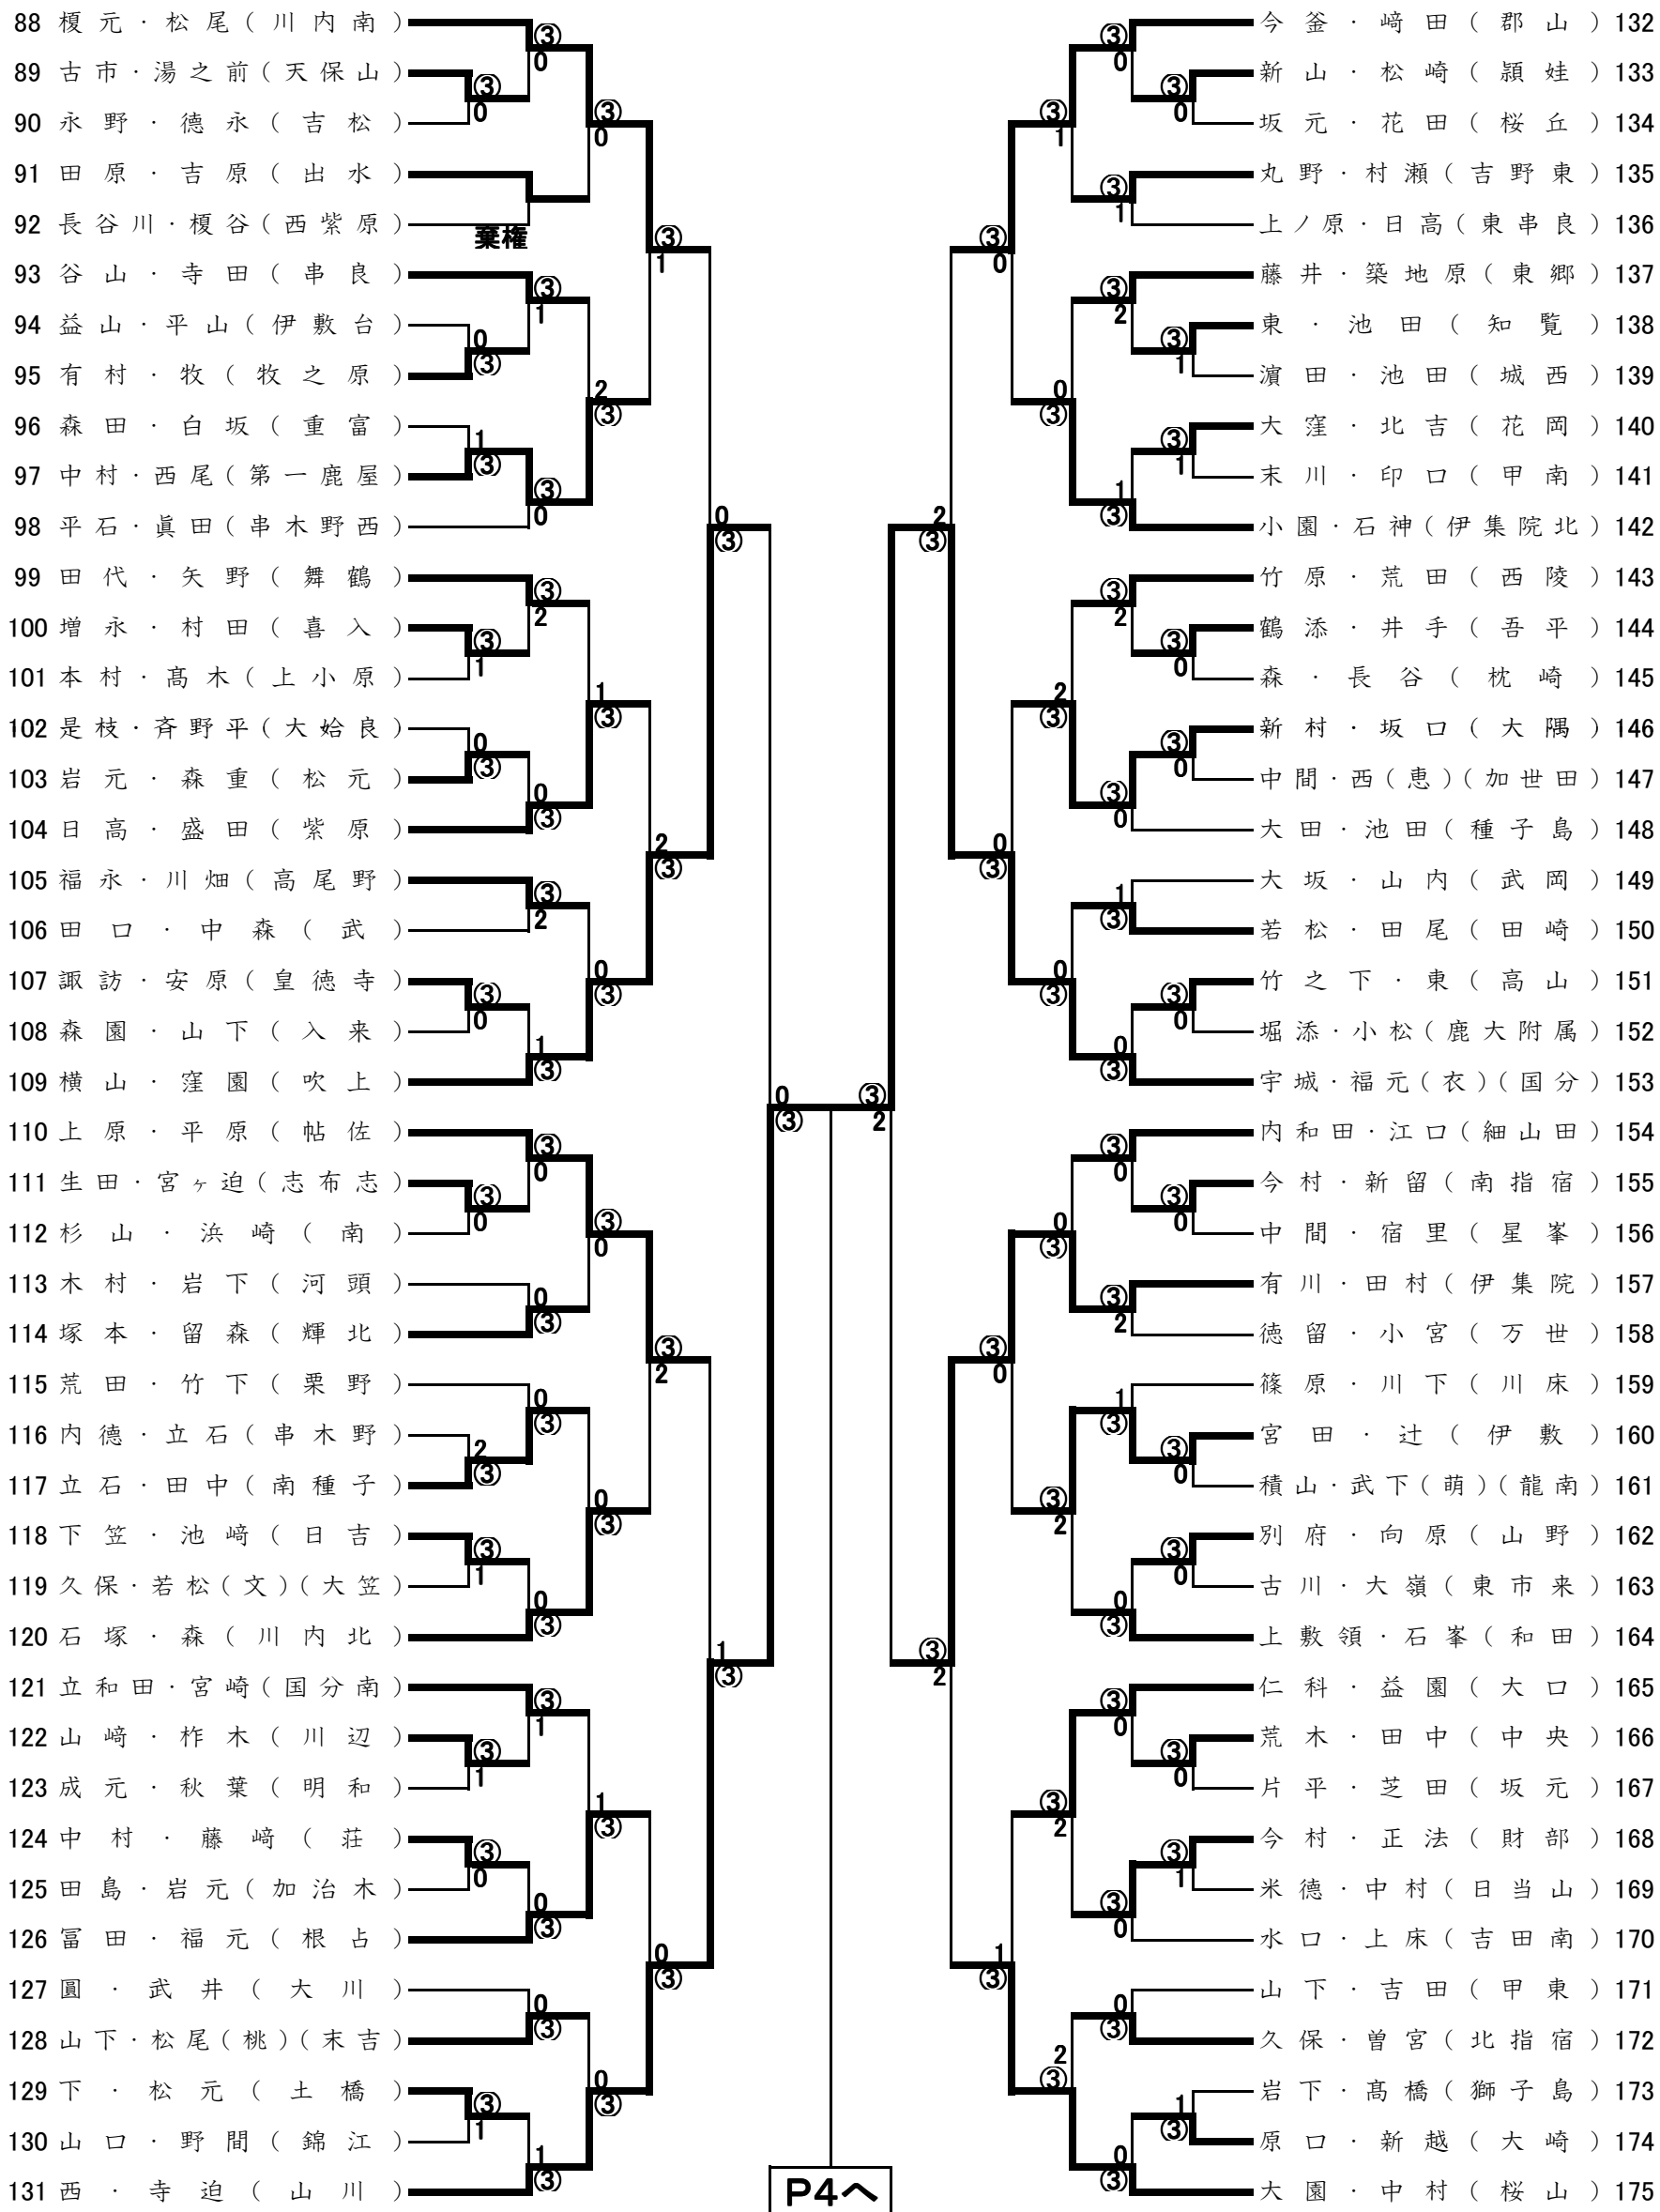 88 榎元・松尾(川内南)
89 古市・湯之前(天保山)
90 永野・徳永(吉松)
91 田原・吉原(出水)
92 長谷川・榎谷(西紫原)
棄権
93 谷山・寺田(串良)
94 益山・平山(伊敷台)
95 有村・牧(牧之原)
96 森田・白坂(重富)
97 中村・西尾(第一鹿屋)
98 平石・眞田(串木野西)
99 田代・矢野(舞鶴)
100 増永・村田(喜入)
101 本村・髙木(上小原)
102 是枝・斉野平(大姶良)
103 岩元・森重(松元)
104 日高・盛田(紫原)
105 福永・川畑(高尾野)
106 田口・中森(武)
107 諏訪・安原(皇徳寺)
108 森園・山下(入来)
109 横山・窪園(吹上)
110 上原・平原(帖佐)
111 生田・宮ヶ迫(志布志)
112 杉山・浜崎(南)
113 木村・岩下(河頭)
114 塚本・留森(輝北)
115 荒田・竹下(栗野)
116 内徳・立石(串木野)
117 立石・田中(南種子)
118 下笠・池﨑(日吉)
119 久保・若松(文)(大笠)
120 石塚・森(川内北)
121 立和田・宮崎(国分南)
122 山﨑・柞木(川辺)
123 成元・秋葉(明和)
124 中村・藤﨑(荘)
125 田島・岩元(加治木)
126 冨田・福元(根占)
127 圓・武井(大川)
128 山下・松尾(桃)(末吉)
129 下・松元(土橋)
130 山口・野間(錦江)
131 西・寺迫(山川)
今釜・﨑田(郡山) 132
新山・松崎(頴娃) 133
坂元・花田(桜丘) 134
丸野・村瀬(吉野東) 135
上ノ原・日高(東串良) 136
藤井・築地原(東郷) 137
東・池田(知覧) 138
濵田・池田(城西) 139
大窪・北吉(花岡) 140
末川・印口(甲南) 141
小園・石神(伊集院北) 142
竹原・荒田(西陵) 143
鶴添・井手(吾平) 144
森・長谷(枕崎) 145
新村・坂口(大隅) 146
中間・西(恵)(加世田) 147
大田・池田(種子島) 148
大坂・山内(武岡) 149
若松・田尾(田崎) 150
竹之下・東(高山) 151
堀添・小松(鹿大附属) 152
宇城・福元(衣)(国分) 153
内和田・江口(細山田) 154
今村・新留(南指宿) 155
中間・宿里(星峯) 156
有川・田村(伊集院) 157
徳留・小宮(万世) 158
篠原・川下(川床) 159
宮田・辻(伊敷) 160
積山・武下(萌)(龍南) 161
別府・向原(山野) 162
古川・大嶺(東市来) 163
上敷領・石峯(和田) 164
仁科・益園(大口) 165
荒木・田中(中央) 166
片平・芝田(坂元) 167
今村・正法(財部) 168
米徳・中村(日当山) 169
水口・上床(吉田南) 170
山下・吉田(甲東) 171
久保・曽宮(北指宿) 172
岩下・髙橋(獅子島) 173
原口・新越(大崎) 174
大園・中村(桜山) 175
P4へ